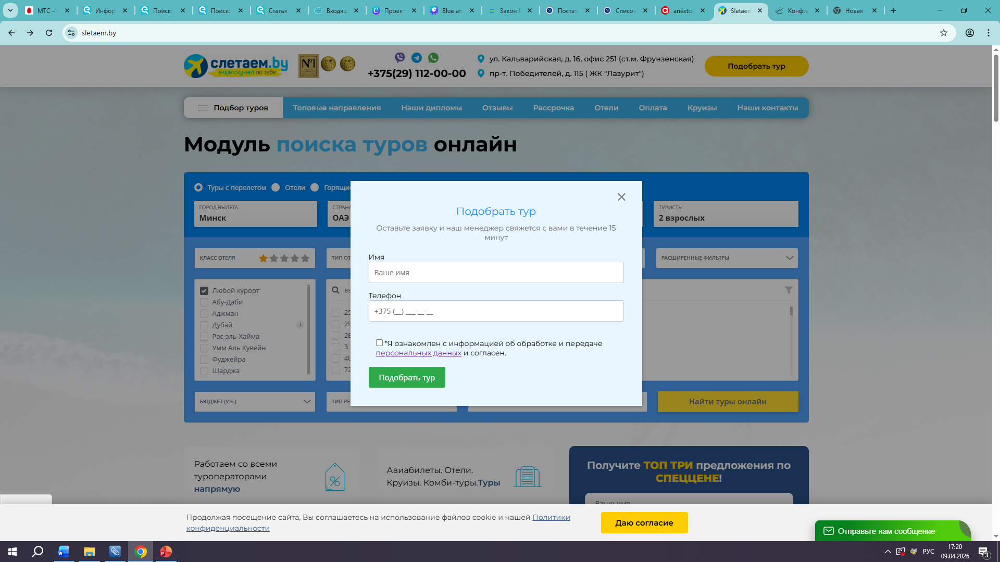 МТС –
Инфор
Поиск
Поиск
Статья
Входящ
Проект
Blue an
Закон
Постат
Список
anextou
Sletaem
Конфид
Новая
sletaem.by
слетаем.by
море скучает по тебе
№1
TOP
TOP
+375(29) 112-00-00
ул. Кальварийская, д. 16, офис 251 (ст.м. Фрунзенская)
пр-т. Победителей, д. 115 ( ЖК "Лазурит")
Подобрать тур
Подбор туров
Топовые направления
Наши дипломы
Отзывы
Рассрочка
Отели
Оплата
Круизы
Наши контакты
Модуль поиска туров онлайн
Туры с перелетом
Отели
Горящие
ГОРОД ВЫЛЕТА
Минск
СТРАНА
ОАЭ
ТУРИСТЫ
2 взрослых
КЛАСС ОТЕЛЯ
ТИП ОТ
РАСШИРЕННЫЕ ФИЛЬТРЫ
Любой курорт
Абу-Даби
Аджман
Дубай
+
Рас-эль-Хайма
Умм Аль Кувейн
Фуджейра
Шарджа
ВВ
25
2E
2E
3
4U
72
БЮДЖЕТ (У.Е.)
ТИП РЕ
Найти туры онлайн
Подобрать тур
Оставьте заявку и наш менеджер свяжется с вами в течение 15
минут
Имя
Ваше имя
Телефон
+375 (__) ___-__-__
*Я ознакомлен с информацией об обработке и передаче
персональных данных и согласен.
Подобрать тур
Работаем со всеми
туроператорами
напрямую
Авиабилеты. Отели.
Круизы. Комби-туры.Туры
Получите ТОП ТРИ предложения по
СПЕЦЦЕНЕ!
Ваше имя
Продолжая посещение сайта, Вы соглашаетесь на использование файлов cookie и нашей Политики
конфиденциальности
Даю согласие
Отправьте нам сообщение
РУС
17:20
09.04.2026
3